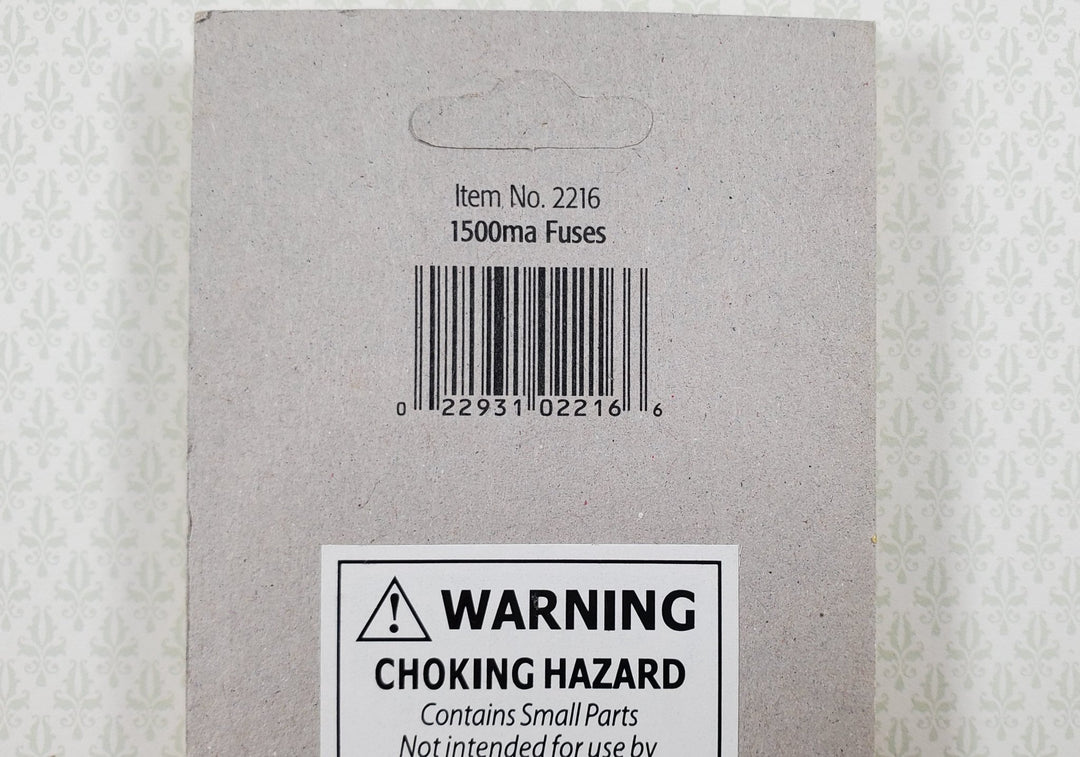 Item No. 2216
1500ma Fuses
0 22931 02216 6
WARNING
CHOKING HAZARD
Contains Small Parts
Not intended for use by